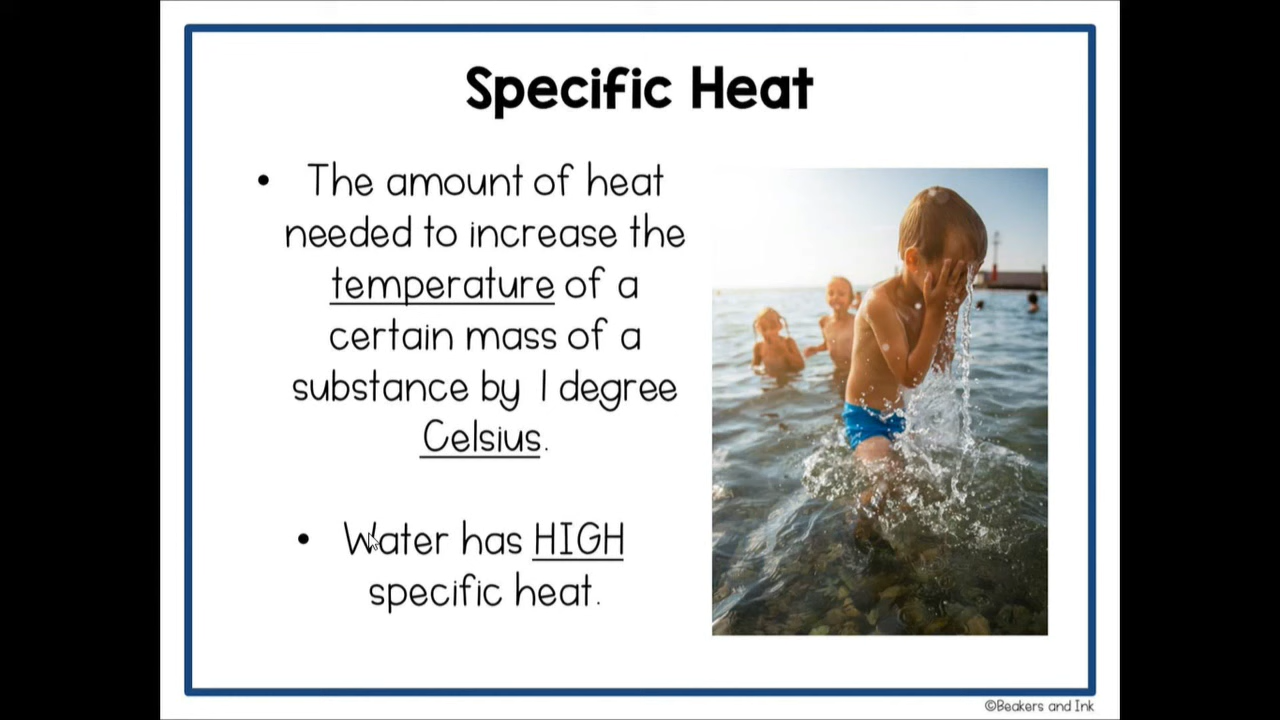 Specific Heat
• The amount of heat
needed to increase the
temperature of a
certain mass of a
substance by 1 degree
Celsius.
• Water has HIGH
specific heat.
©Beakers and Ink